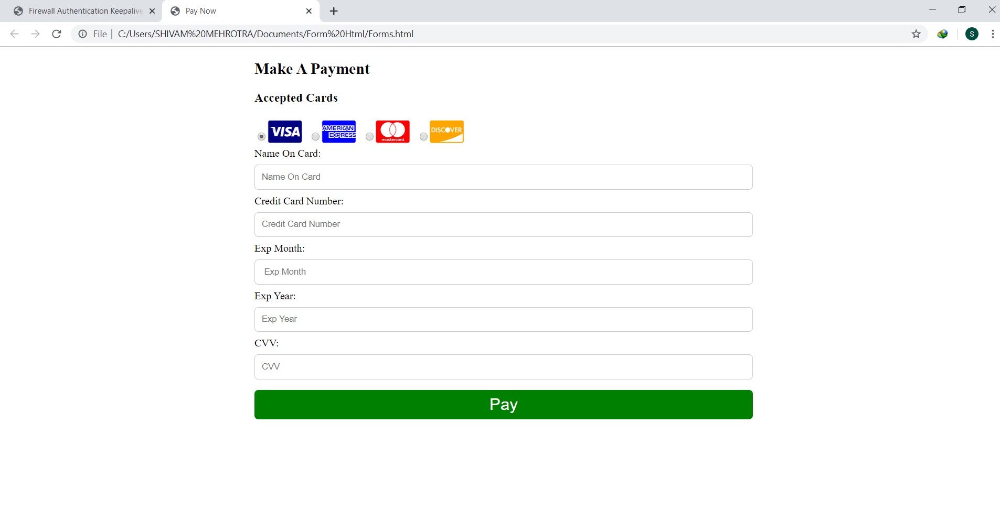 Firewall Authentication Keepalive
Pay Now
File | C:/Users/SHIVAM%20MEHROTRA/Documents/Form%20Html/Forms.html
S
Make A Payment
Accepted Cards
VISA
AMERICAN
EXPRESS
mastercard.
DISCOVER
Name On Card:
Name On Card
Credit Card Number:
Credit Card Number
Exp Month:
Exp Month
Exp Year:
Exp Year
CVV:
CVV
Pay